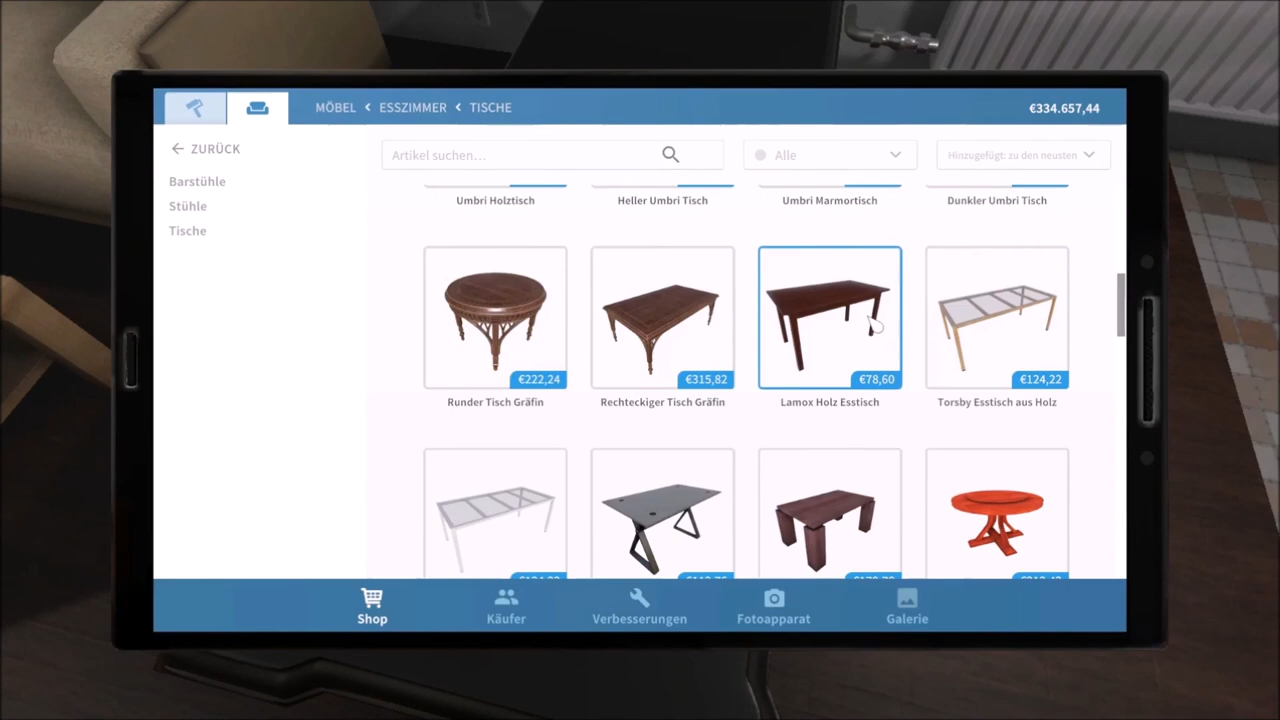 MÖBEL < ESSZIMMER < TISCHE
€334.657,44
ZURÜCK
Artikel suchen...
Alle
Hinzugefügt: zu den neusten
Barstühle
Stühle
Tische
Umbri Holztisch
Heller Umbri Tisch
Umbri Marmortisch
Dunkler Umbri Tisch
€222,24
€315,82
€78,60
€124,22
Runder Tisch Gräfin
Rechteckiger Tisch Gräfin
Lamox Holz Esstisch
Torsby Esstisch aus Holz
Shop
Käufer
Verbesserungen
Fotoapparat
Galerie